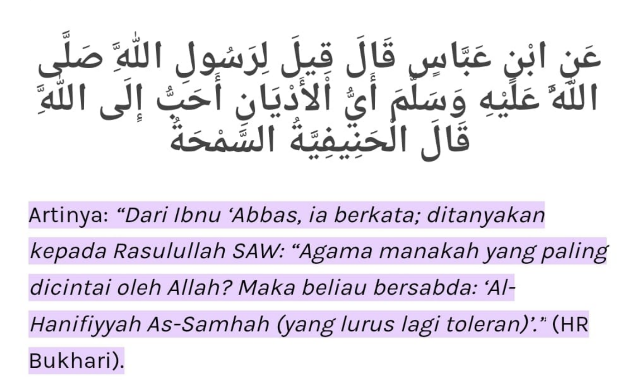 عَنِ ابْنِ عَبَّاسٍ قَالَ قِيلَ لِرَسُولِ اللَّهِ صَلَّى
اللَّهُ عَلَيْهِ وَسَلَّمَ أَيُّ الأَدْيَانِ أَحَبُّ إِلَى اللَّهِ
قَالَ الْحَنِيفِيَّةُ السَّمْحَةُ
Artinya: “Dari Ibnu ‘Abbas, ia berkata; ditanyakan
kepada Rasulullah SAW: “Agama manakah yang paling
dicintai oleh Allah? Maka beliau bersabda: ‘Al-
Hanifiyyah As-Samhah (yang lurus lagi toleran)’.” (HR
Bukhari).